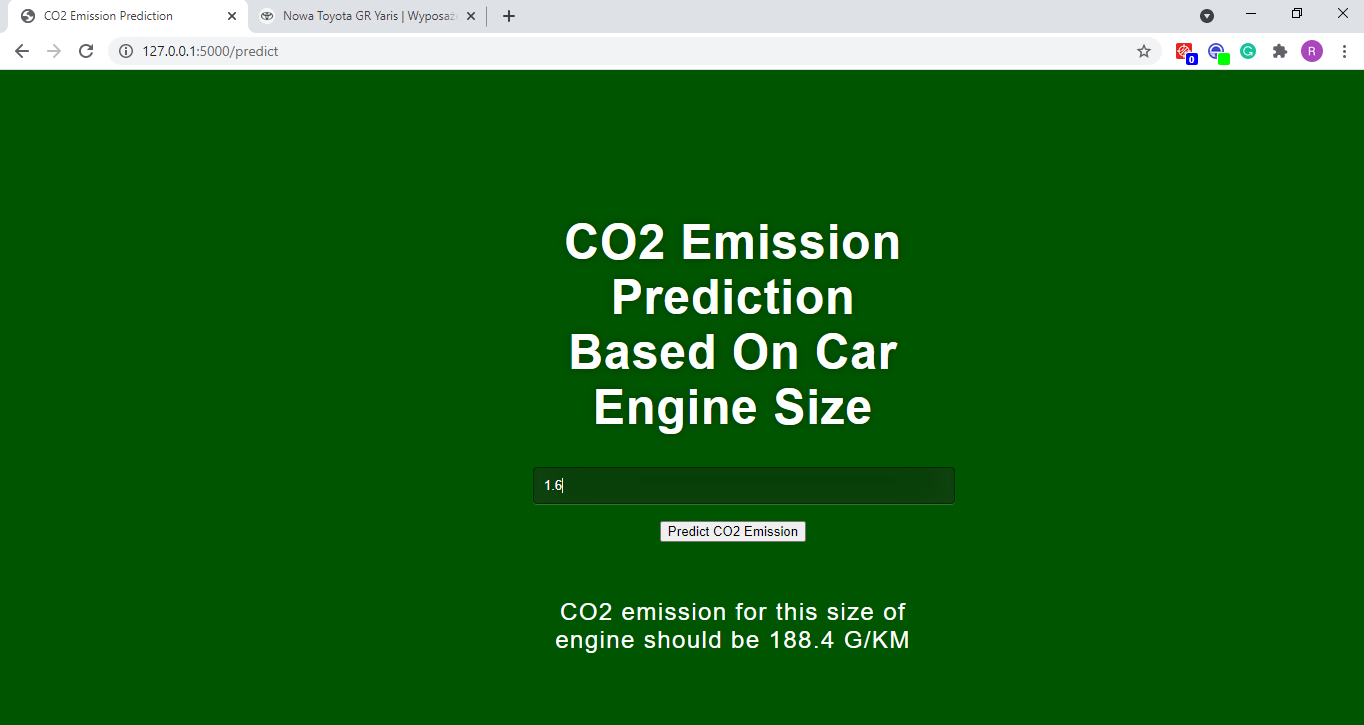 CO2 Emission Prediction
Nowa Toyota GR Yaris | Wyposaż
127.0.0.1:5000/predict
0
G
R
CO2 Emission
Prediction
Based On Car
Engine Size
1.6
Predict CO2 Emission
CO2 emission for this size of
engine should be 188.4 G/KM